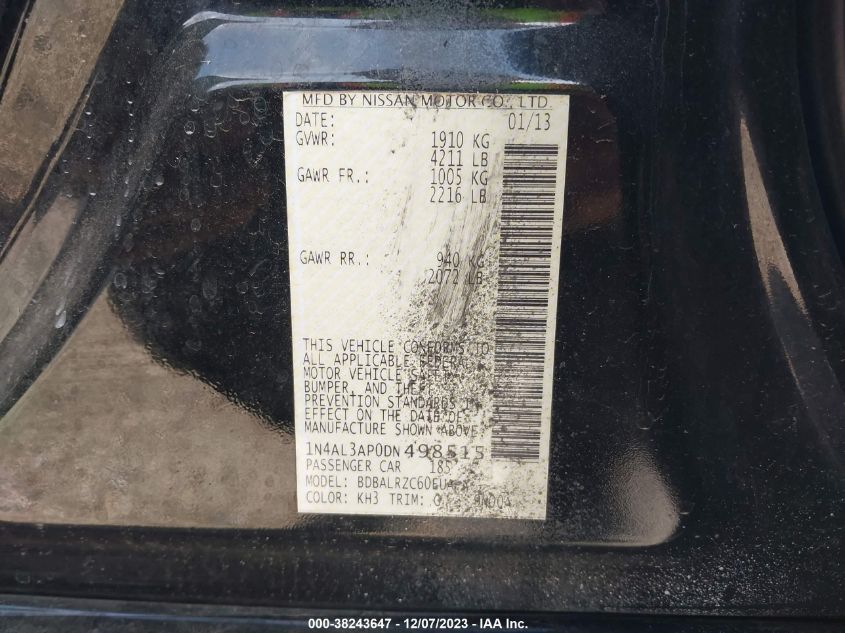 MFD BY NISSAN MOTOR CO., LTD.
DATE: 01/13
GVWR: 1910 KG
4211 LB
GAWR FR.: 1005 KG
2216 LB
GAWR RR.: 940 KG
2072 LB
THIS VEHICLE CONFORMS TO
ALL APPLICABLE FEDERAL
MOTOR VEHICLE
BUMPER, AND THEFT
PREVENTION STANDARDS IN
EFFECT ON THE DATE OF
MANUFACTURE SHOWN ABOVE
1N4AL3AP0DN498515
PASSENGER CAR 185
MODEL:
COLOR: KH3 TRIM:
000-38243647 - 12/07/2023 - IAA Inc.